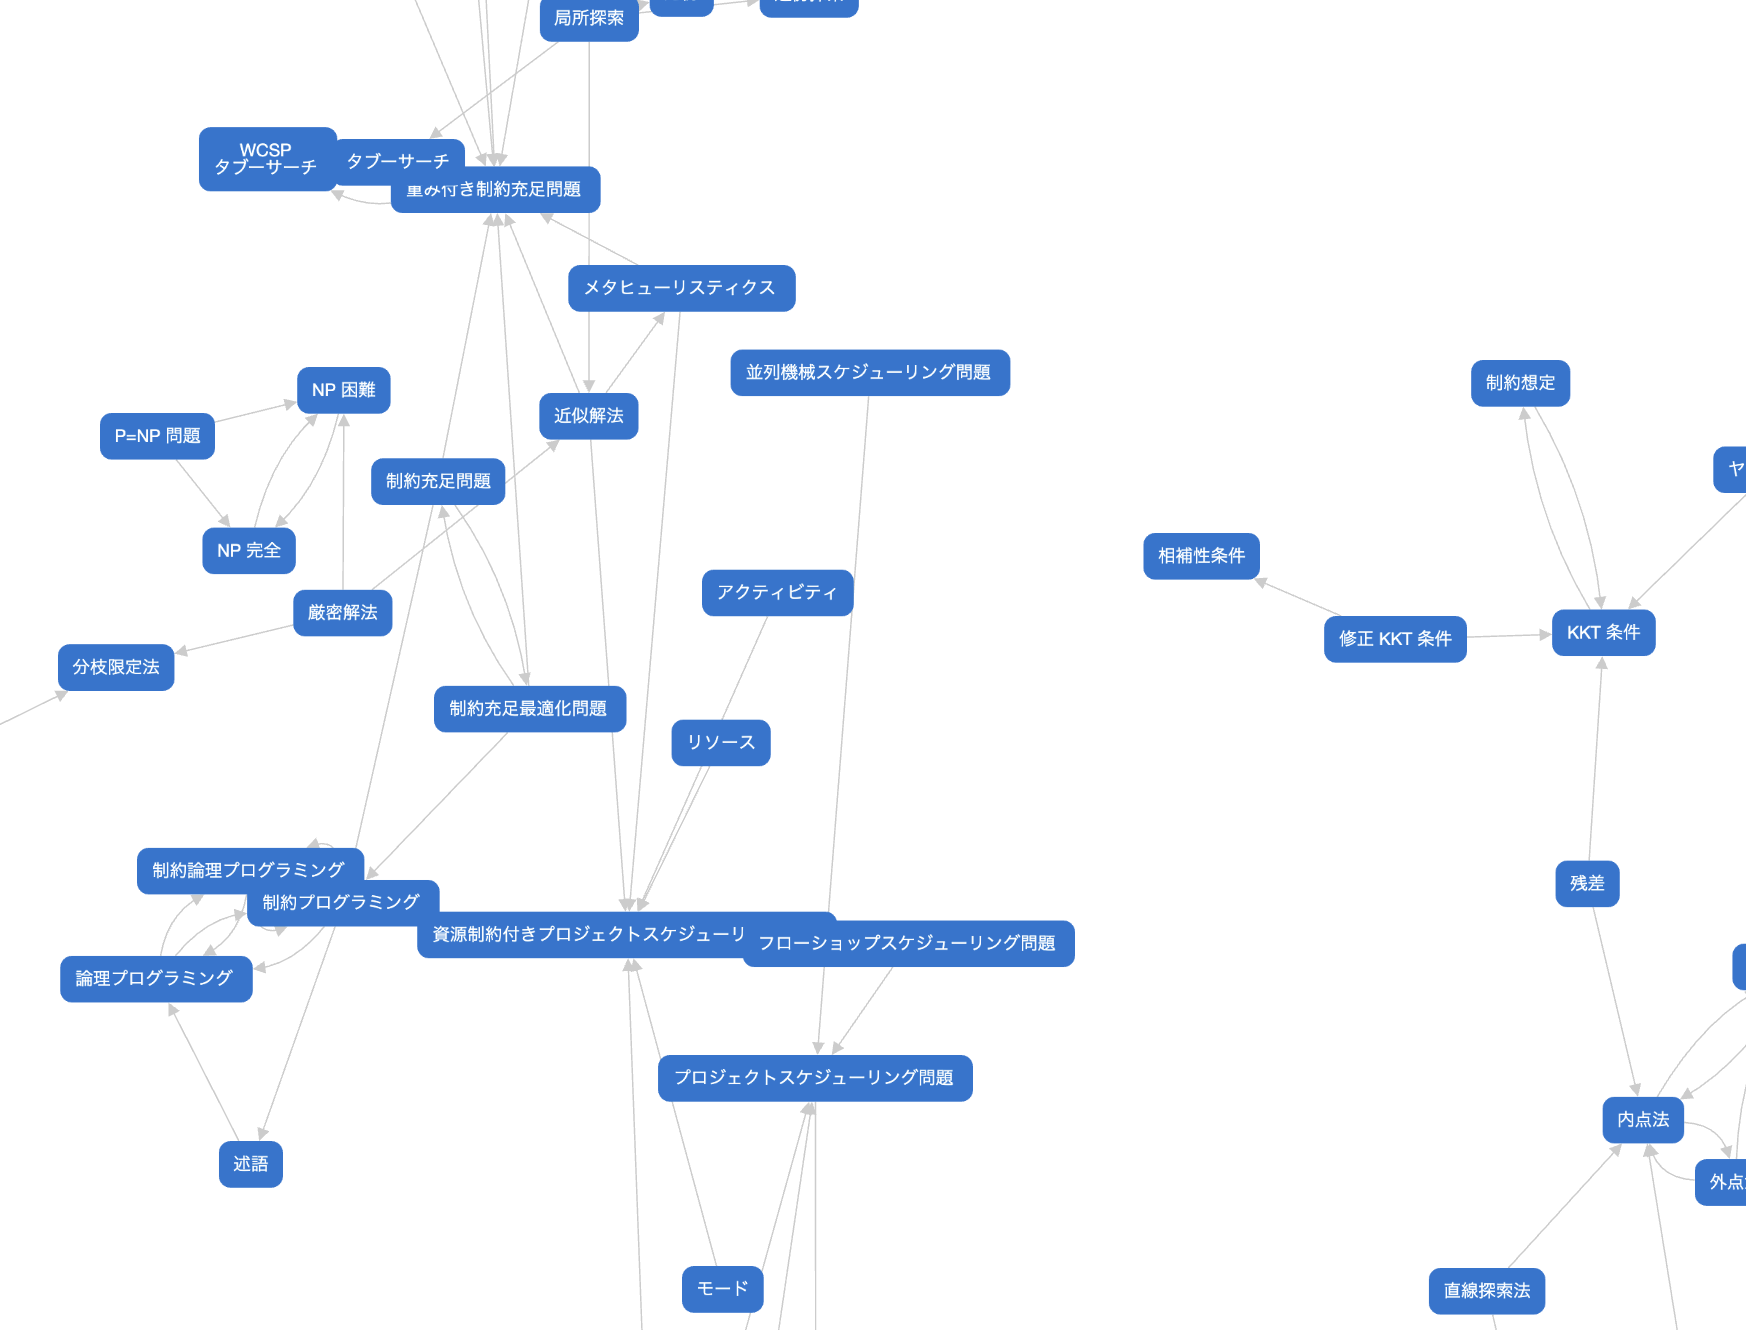 局所探索
WCSP
タブーサーチ
タブーサーチ
重み付き制約充足問題
メタヒューリスティクス
並列機械スケジューリング問題
制約想定
NP 困難
近似解法
P=NP 問題
ヤ
制約充足問題
NP 完全
相補性条件
アクティビティ
厳密解法
KKT 条件
修正 KKT 条件
分枝限定法
制約充足最適化問題
リソース
制約論理プログラミング
残差
制約プログラミング
資源制約付きプロジェクトスケジューリ
フローショップスケジューリング問題
論理プログラミング
プロジェクトスケジューリング問題
内点法
述語
外点
モード
直線探索法